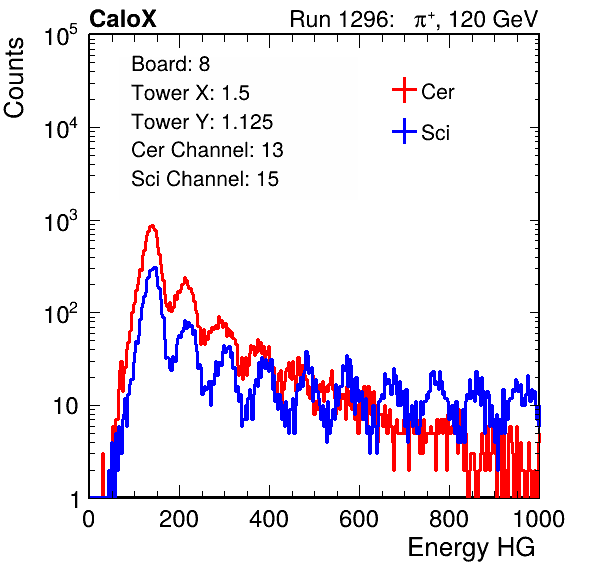 CaloX Run 1296: π⁺, 120 GeV
Counts
Board: 8
Tower X: 1.5
Tower Y: 1.125
Cer Channel: 13
Sci Channel: 15
Cer
Sci
10⁵
10⁴
10³
10²
10
1
0 200 400 600 800 1000
Energy HG